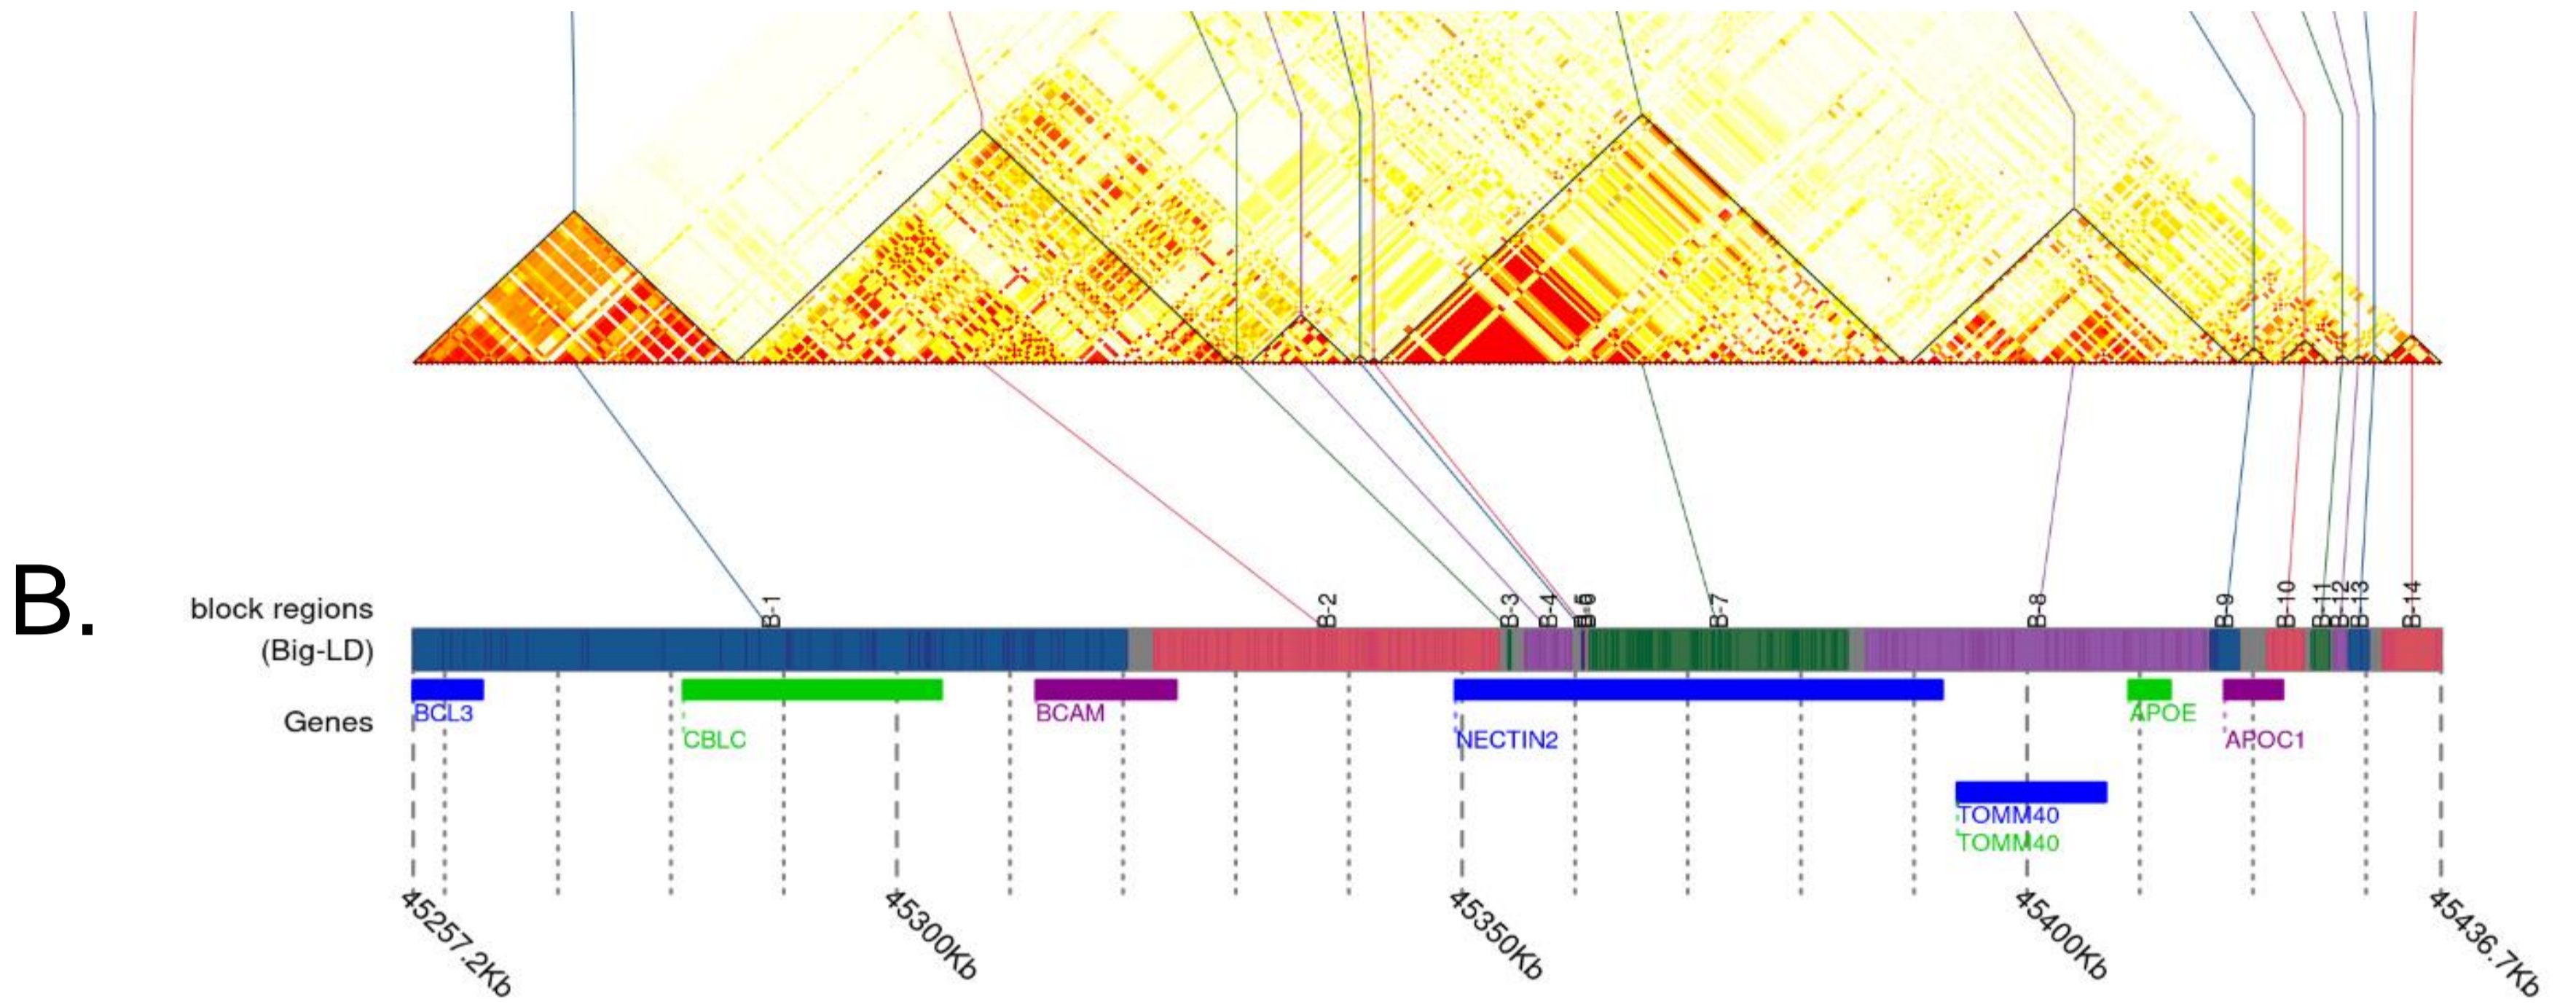 B.
block regions
(Big-LD)
B-1
B-2
B-3
B-4
B-7
B-8
B-9
B-10
B-11
B-12
B-13
B-14
Genes
BCL3
CBLC
BCAM
NECTIN2
TOMM40
TOMM40
APOE
APOC1
45257.2Kb
45300Kb
45350Kb
45400Kb
45436.7Kb